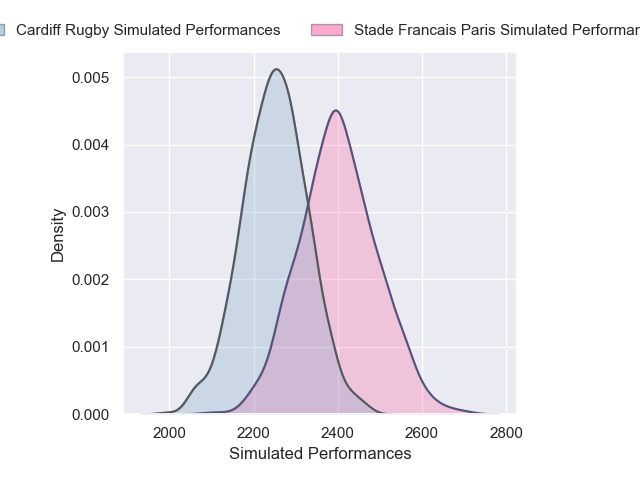 Cardiff Rugby Simulated Performances Stade Francais Paris Simulated
0.005
0.004
0.003
0.002
0.001
0.000
Density
2000 2200 2400 2600 2800
Simulated Performances